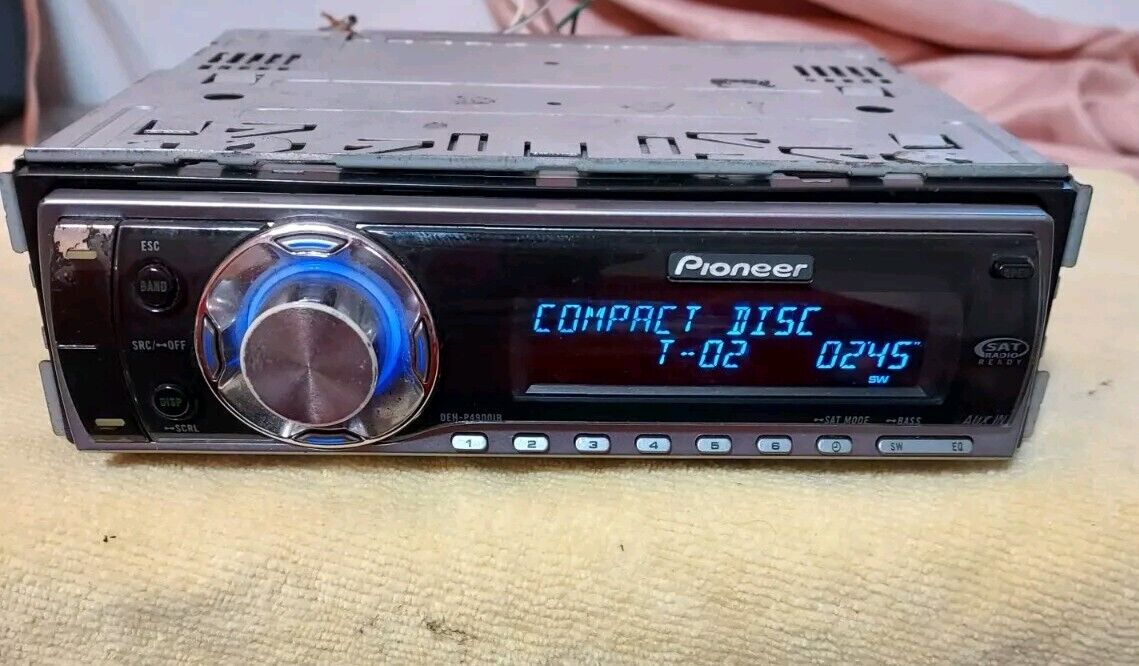 Pioneer
OPEN
ESC
BAND
COMPACT DISC
T-02 0245"
SW
SAT
RADIO
READY
SRC/OFF
DISP
SCRL
DEH-P4900IB
SAT MODE BASS
AUX IN
1 2 3 4 5 6 SW EQ